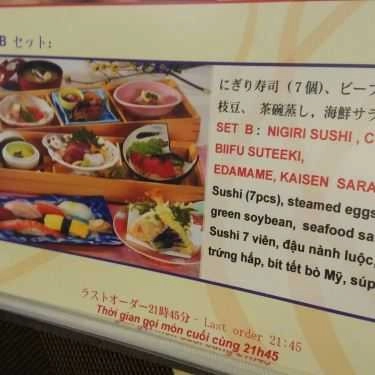 B セット:
にぎり寿司（7個）、ビーフ
枝豆、 茶碗蒸し，海鮮サラ
SET B : NIGIRI SUSHI , C
BIIFU SUTEEKI,
EDAMAME, KAISEN SARA
Sushi (7pcs), steamed eggs
green soybean, seafood sa
Sushi 7 viên, đậu nành luộc,
trứng hấp, bít tết bò Mỹ, súp
ラストオーダー21時45分 - Last order 21:45
Thời gian gọi món cuối cùng 21h45